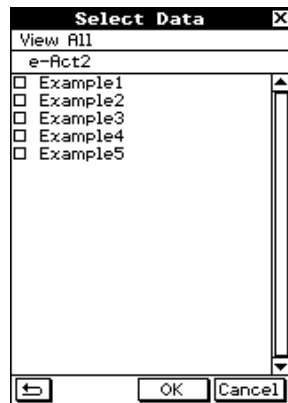 Select Data X
View All
e-Act2
Example1
Example2
Example3
Example4
Example5
OK Cancel